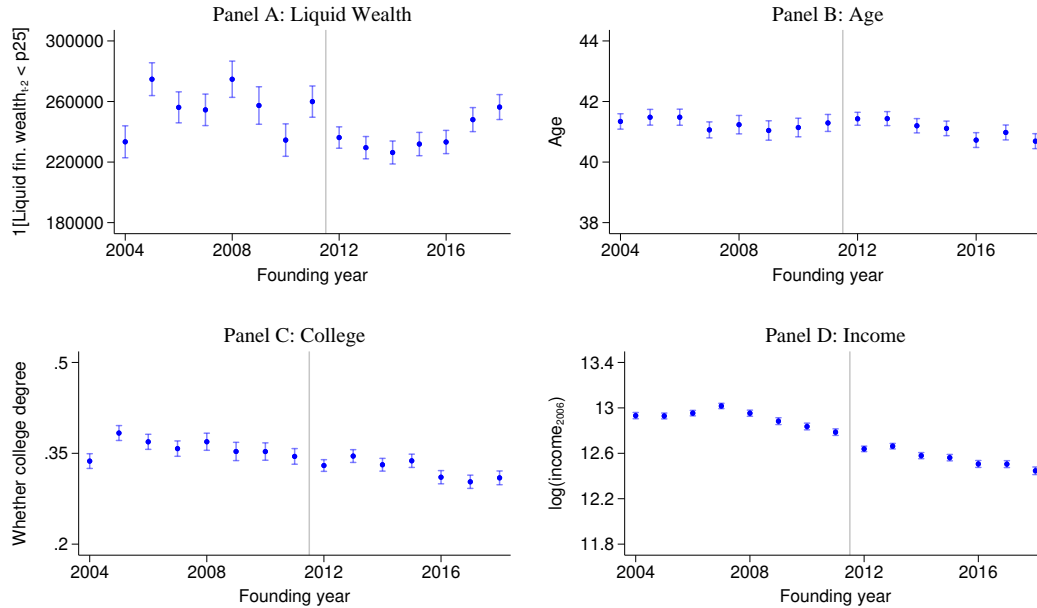 Panel A: Liquid Wealth
1[Liquid fin. wealth_{t-2} < p25]
300000
260000
220000
180000
2004 2008 2012 2016
Founding year
Panel B: Age
Age
44
42
40
38
2004 2008 2012 2016
Founding year
Panel C: College
Whether college degree
.5
.35
.2
2004 2008 2012 2016
Founding year
Panel D: Income
log(income_{2006})
13.4
13
12.6
12.2
11.8
2004 2008 2012 2016
Founding year